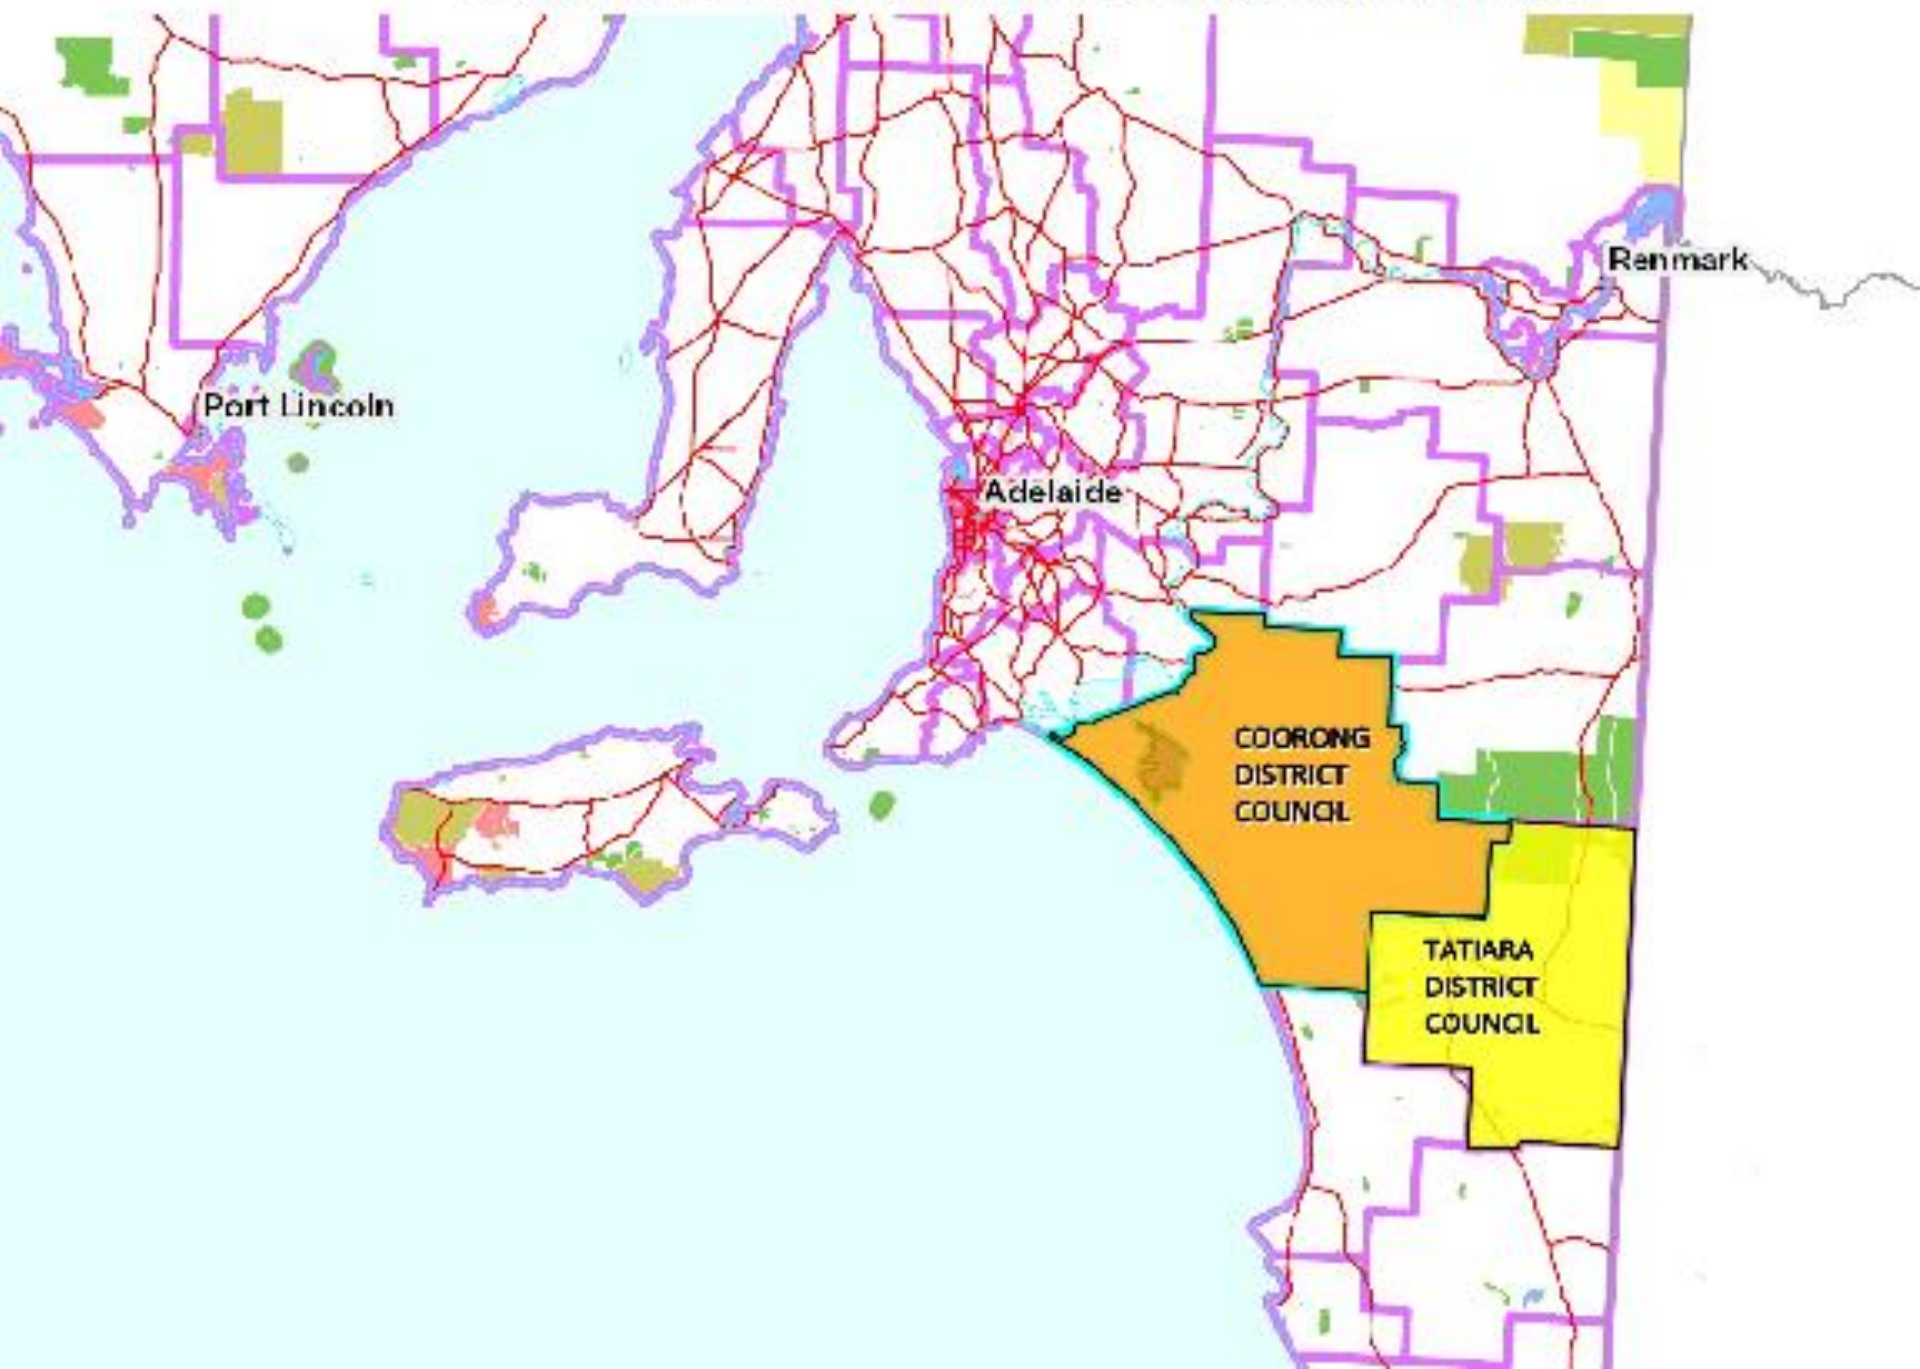 Renmark
Port Lincoln
Adelaide
COORONG
DISTRICT
COUNCIL
TATIARA
DISTRICT
COUNCIL